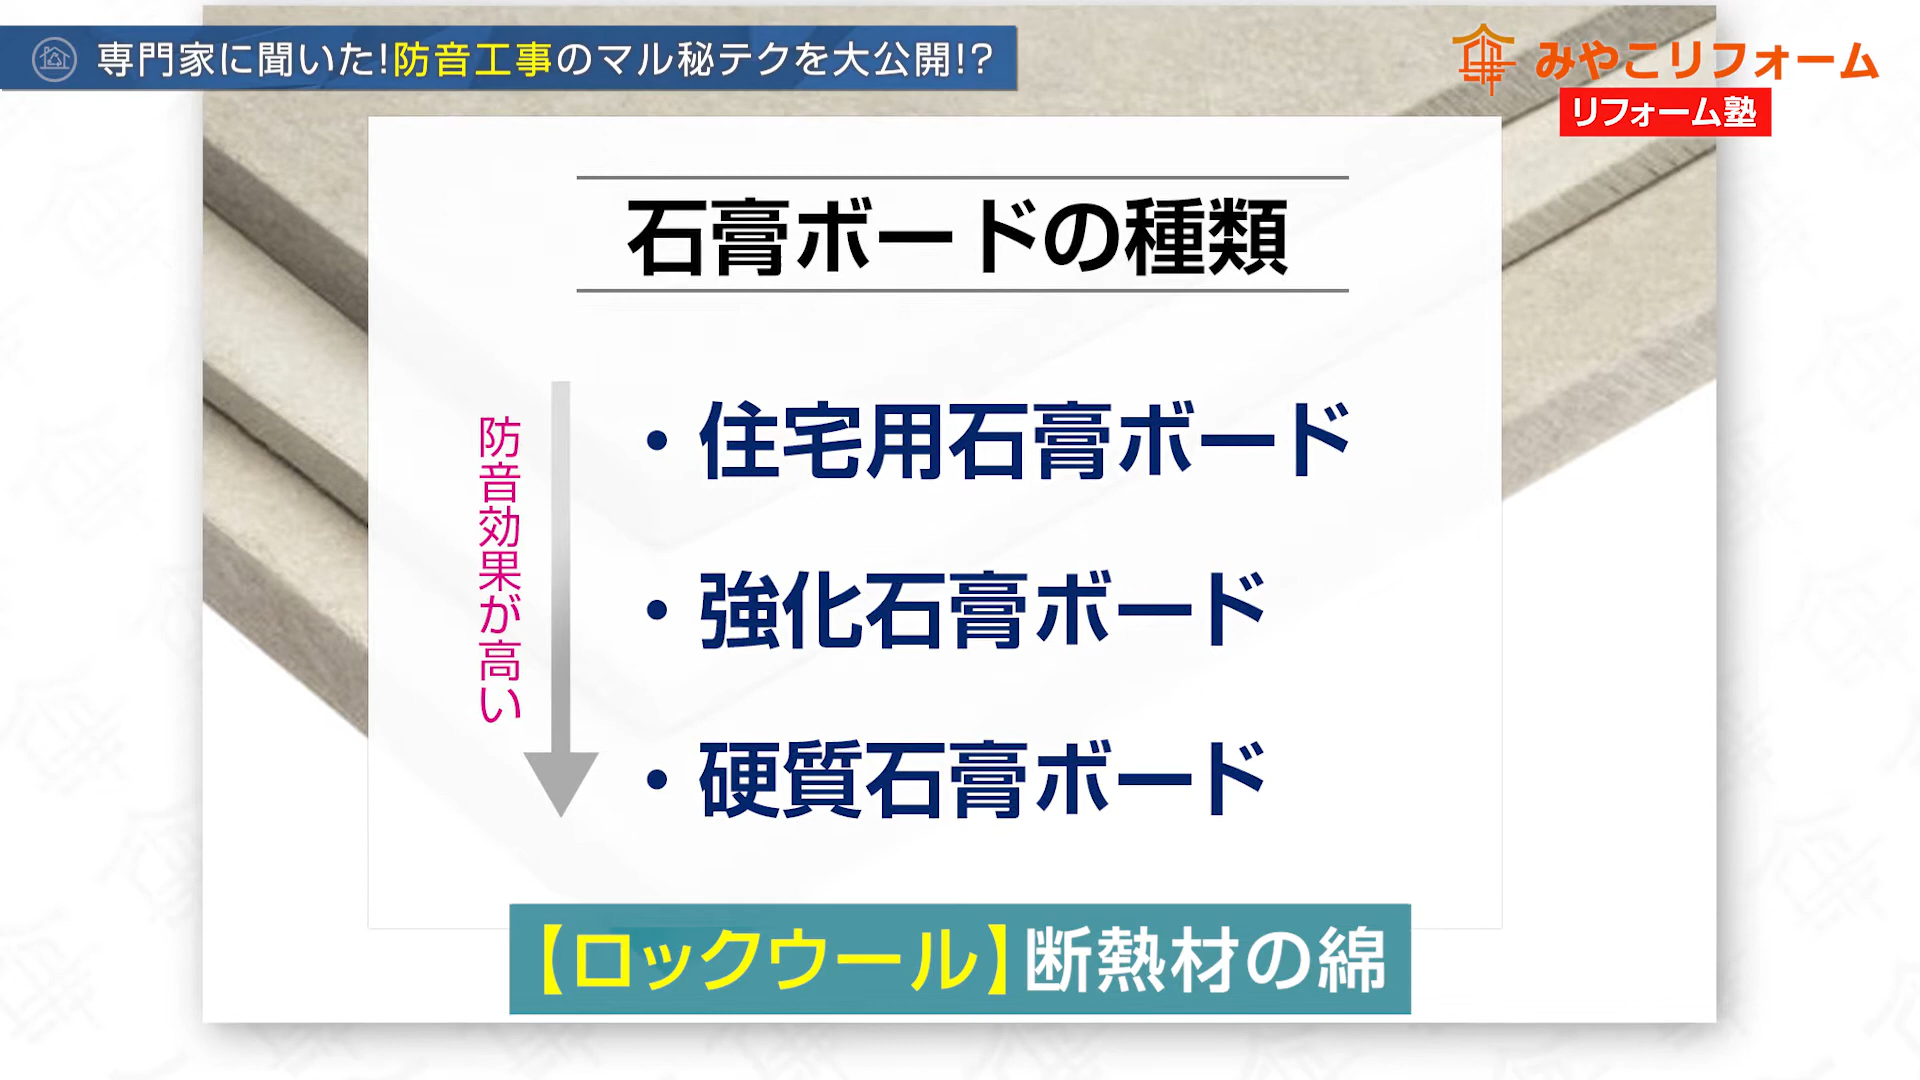 専門家に聞いた!防音工事のマル秘テクを大公開!?
みやこリフォーム
リフォーム塾
石膏ボードの種類
防音効果が高い
・住宅用石膏ボード
・強化石膏ボード
・硬質石膏ボード
【ロックウール】断熱材の綿